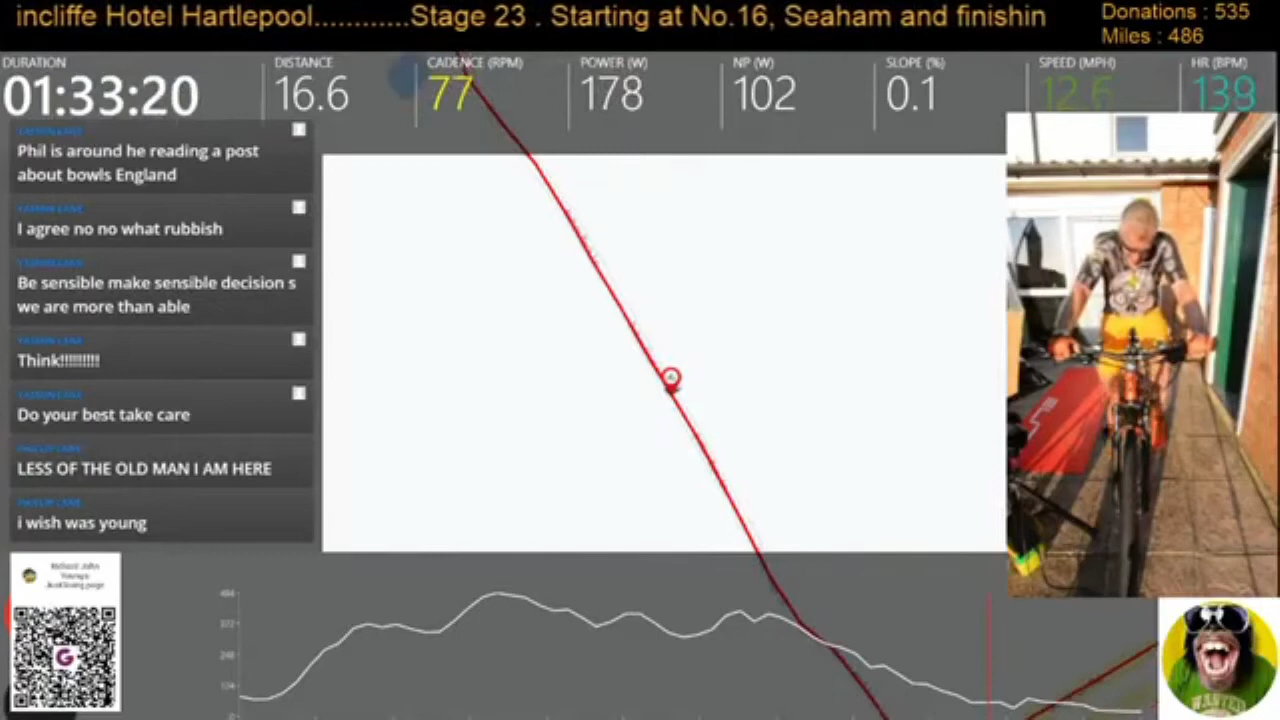 incliffe Hotel Hartlepool............Stage 23 . Starting at No.16, Seaham and finishin
Donations : 535
Miles : 486
DURATION
01:33:20
DISTANCE
16.6
CADENCE (RPM)
77
POWER (W)
178
NP (W)
102
SLOPE (%)
0.1
SPEED (MPH)
12.6
HR (BPM)
139
Phil is around he reading a post
about bowls England
I agree no no what rubbish
Be sensible make sensible decision s
we are more than able
Think!!!!!!!!!!
Do your best take care
LESS OF THE OLD MAN I AM HERE
i wish was young
G
WANTED